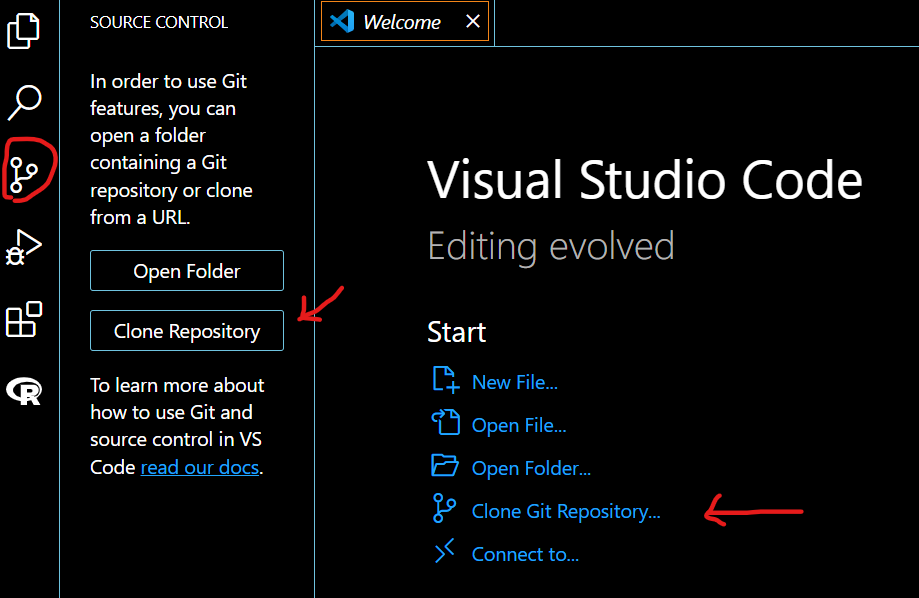 SOURCE CONTROL
In order to use Git
features, you can
open a folder
containing a Git
repository or clone
from a URL.
Open Folder
Clone Repository
To learn more about
how to use Git and
source control in VS
Code read our docs.
R
Welcome
Visual Studio Code
Editing evolved
Start
New File...
Open File...
Open Folder...
Clone Git Repository...
Connect to...